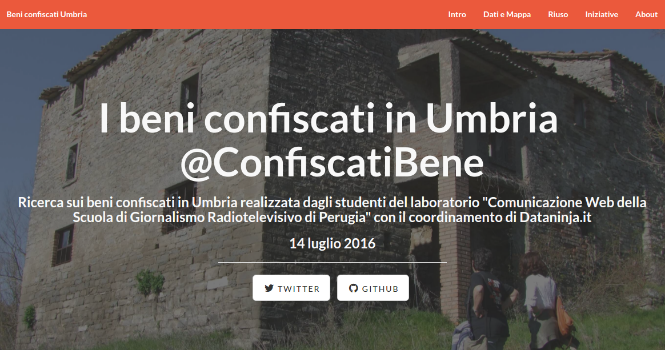 Beni confiscati Umbria
Intro Dati e Mappa Riuso Iniziative About
I beni confiscati in Umbria
@ConfiscatiBene
Ricerca sui beni confiscati in Umbria realizzata dagli studenti del laboratorio "Comunicazione Web della
Scuola di Giornalismo Radiotelevisivo di Perugia" con il coordinamento di Dataninja.it
14 luglio 2016
TWITTER
GITHUB